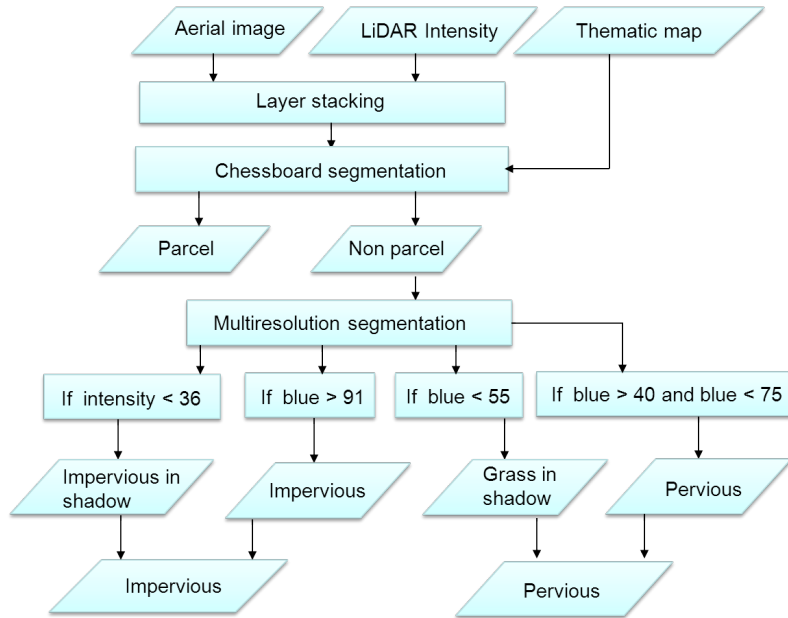 Aerial image
LiDAR Intensity
Thematic map
Layer stacking
Chessboard segmentation
Parcel
Non parcel
Multiresolution segmentation
If intensity < 36
If blue > 91
If blue < 55
If blue > 40 and blue < 75
Impervious in
shadow
Impervious
Grass in
shadow
Pervious
Impervious
Pervious